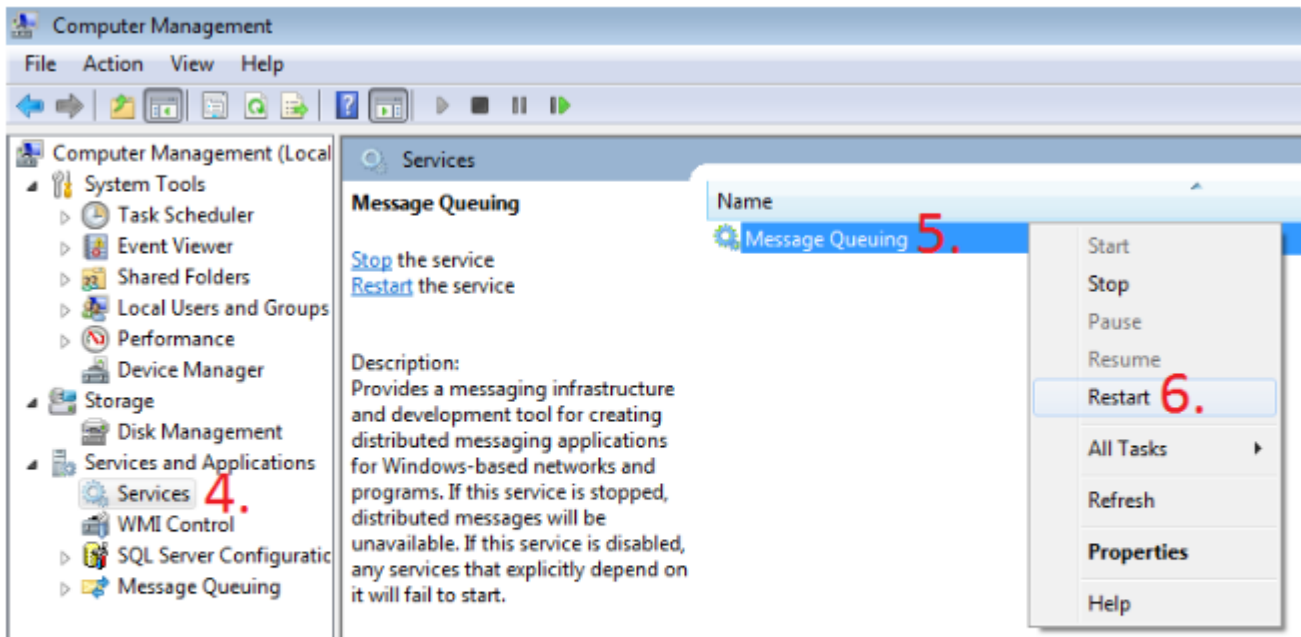 Computer Management
File Action View Help
Computer Management (Local
System Tools
Task Scheduler
Event Viewer
Shared Folders
Local Users and Groups
Performance
Device Manager
Storage
Disk Management
Services and Applications
Services 4.
WMI Control
SQL Server Configuratic
Message Queuing
Services
Message Queuing
Stop the service
Restart the service
Description:
Provides a messaging infrastructure
and development tool for creating
distributed messaging applications
for Windows-based networks and
programs. If this service is stopped,
distributed messages will be
unavailable. If this service is disabled,
any services that explicitly depend on
it will fail to start.
Name
Message Queuing 5.
Start
Stop
Pause
Resume
Restart 6.
All Tasks
Refresh
Properties
Help